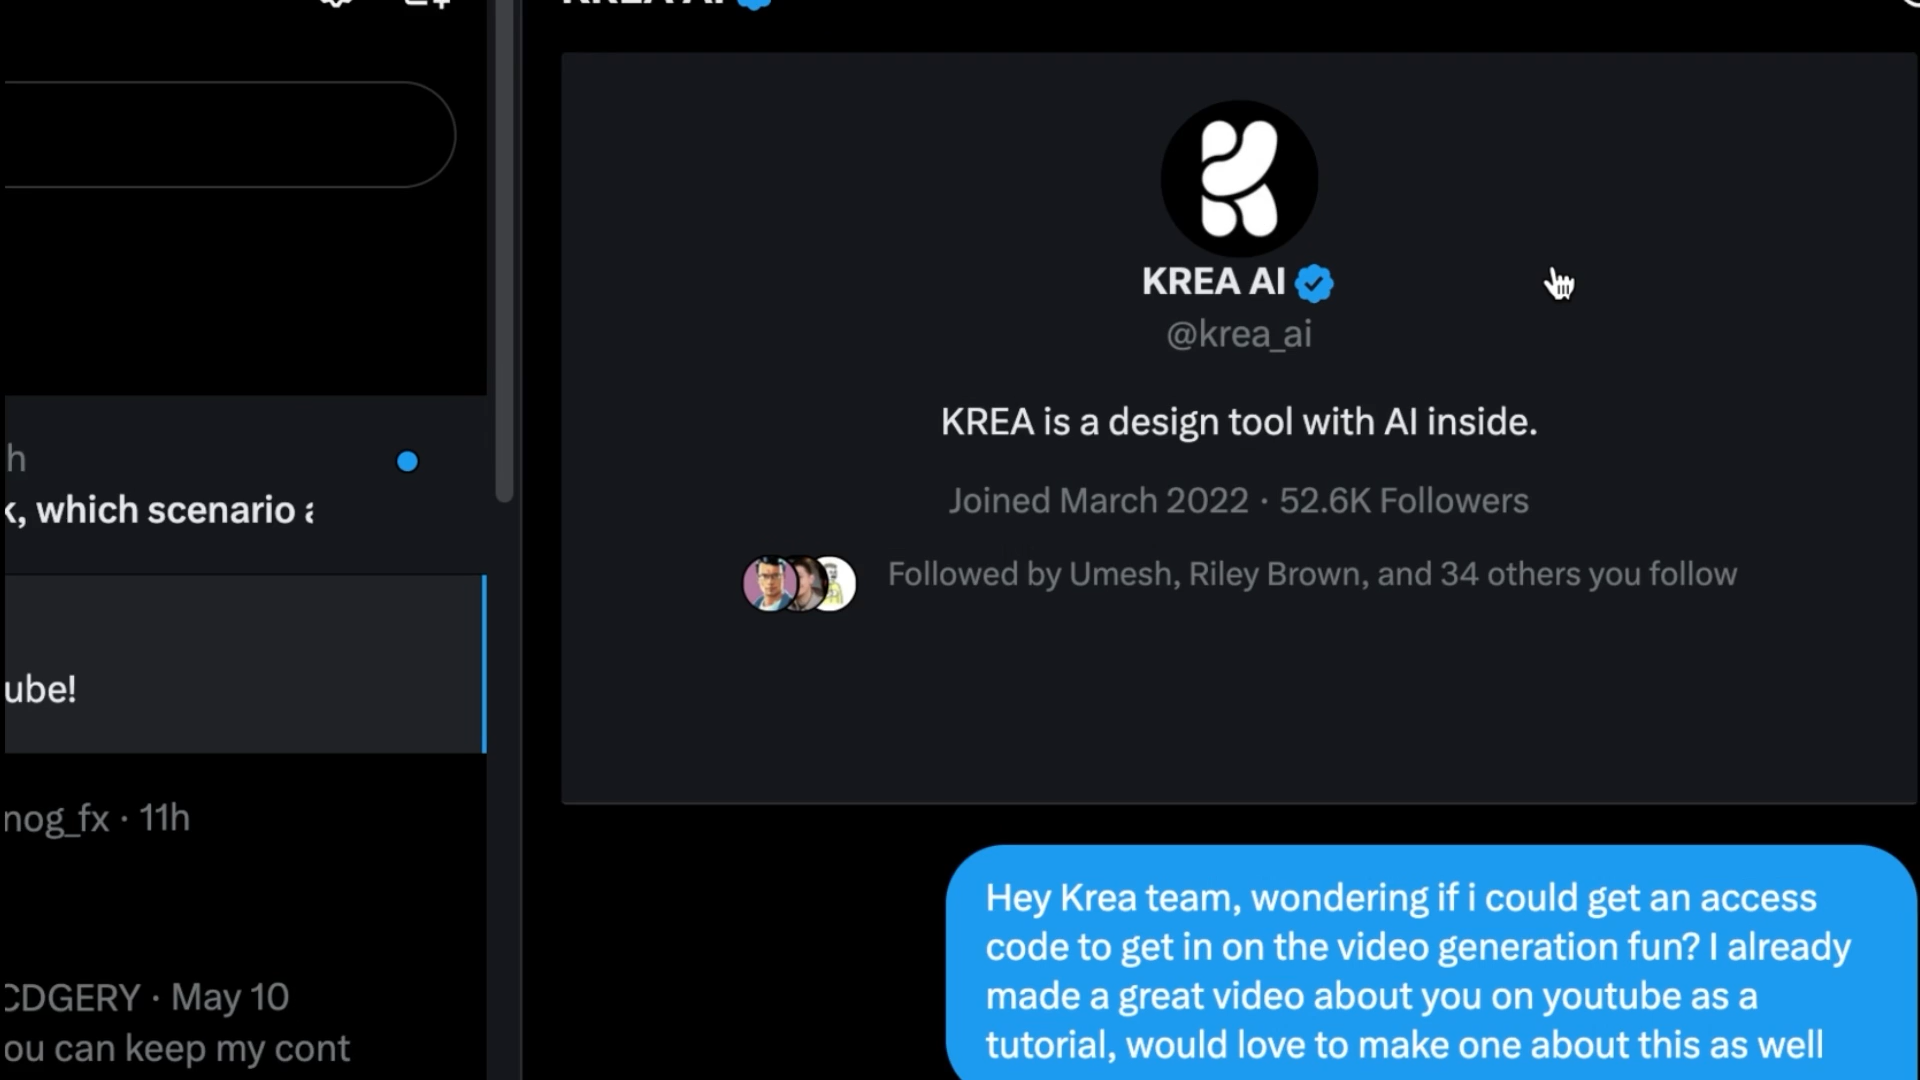 KREA AI
h
k, which scenario
ube!
nog_fx · 11h
CDGERY · May 10
ou can keep my cont
KREA AI
@krea_ai
KREA is a design tool with AI inside.
Joined March 2022 · 52.6K Followers
Followed by Umesh, Riley Brown, and 34 others you follow
Hey Krea team, wondering if i could get an access
code to get in on the video generation fun? I already
made a great video about you on youtube as a
tutorial, would love to make one about this as well